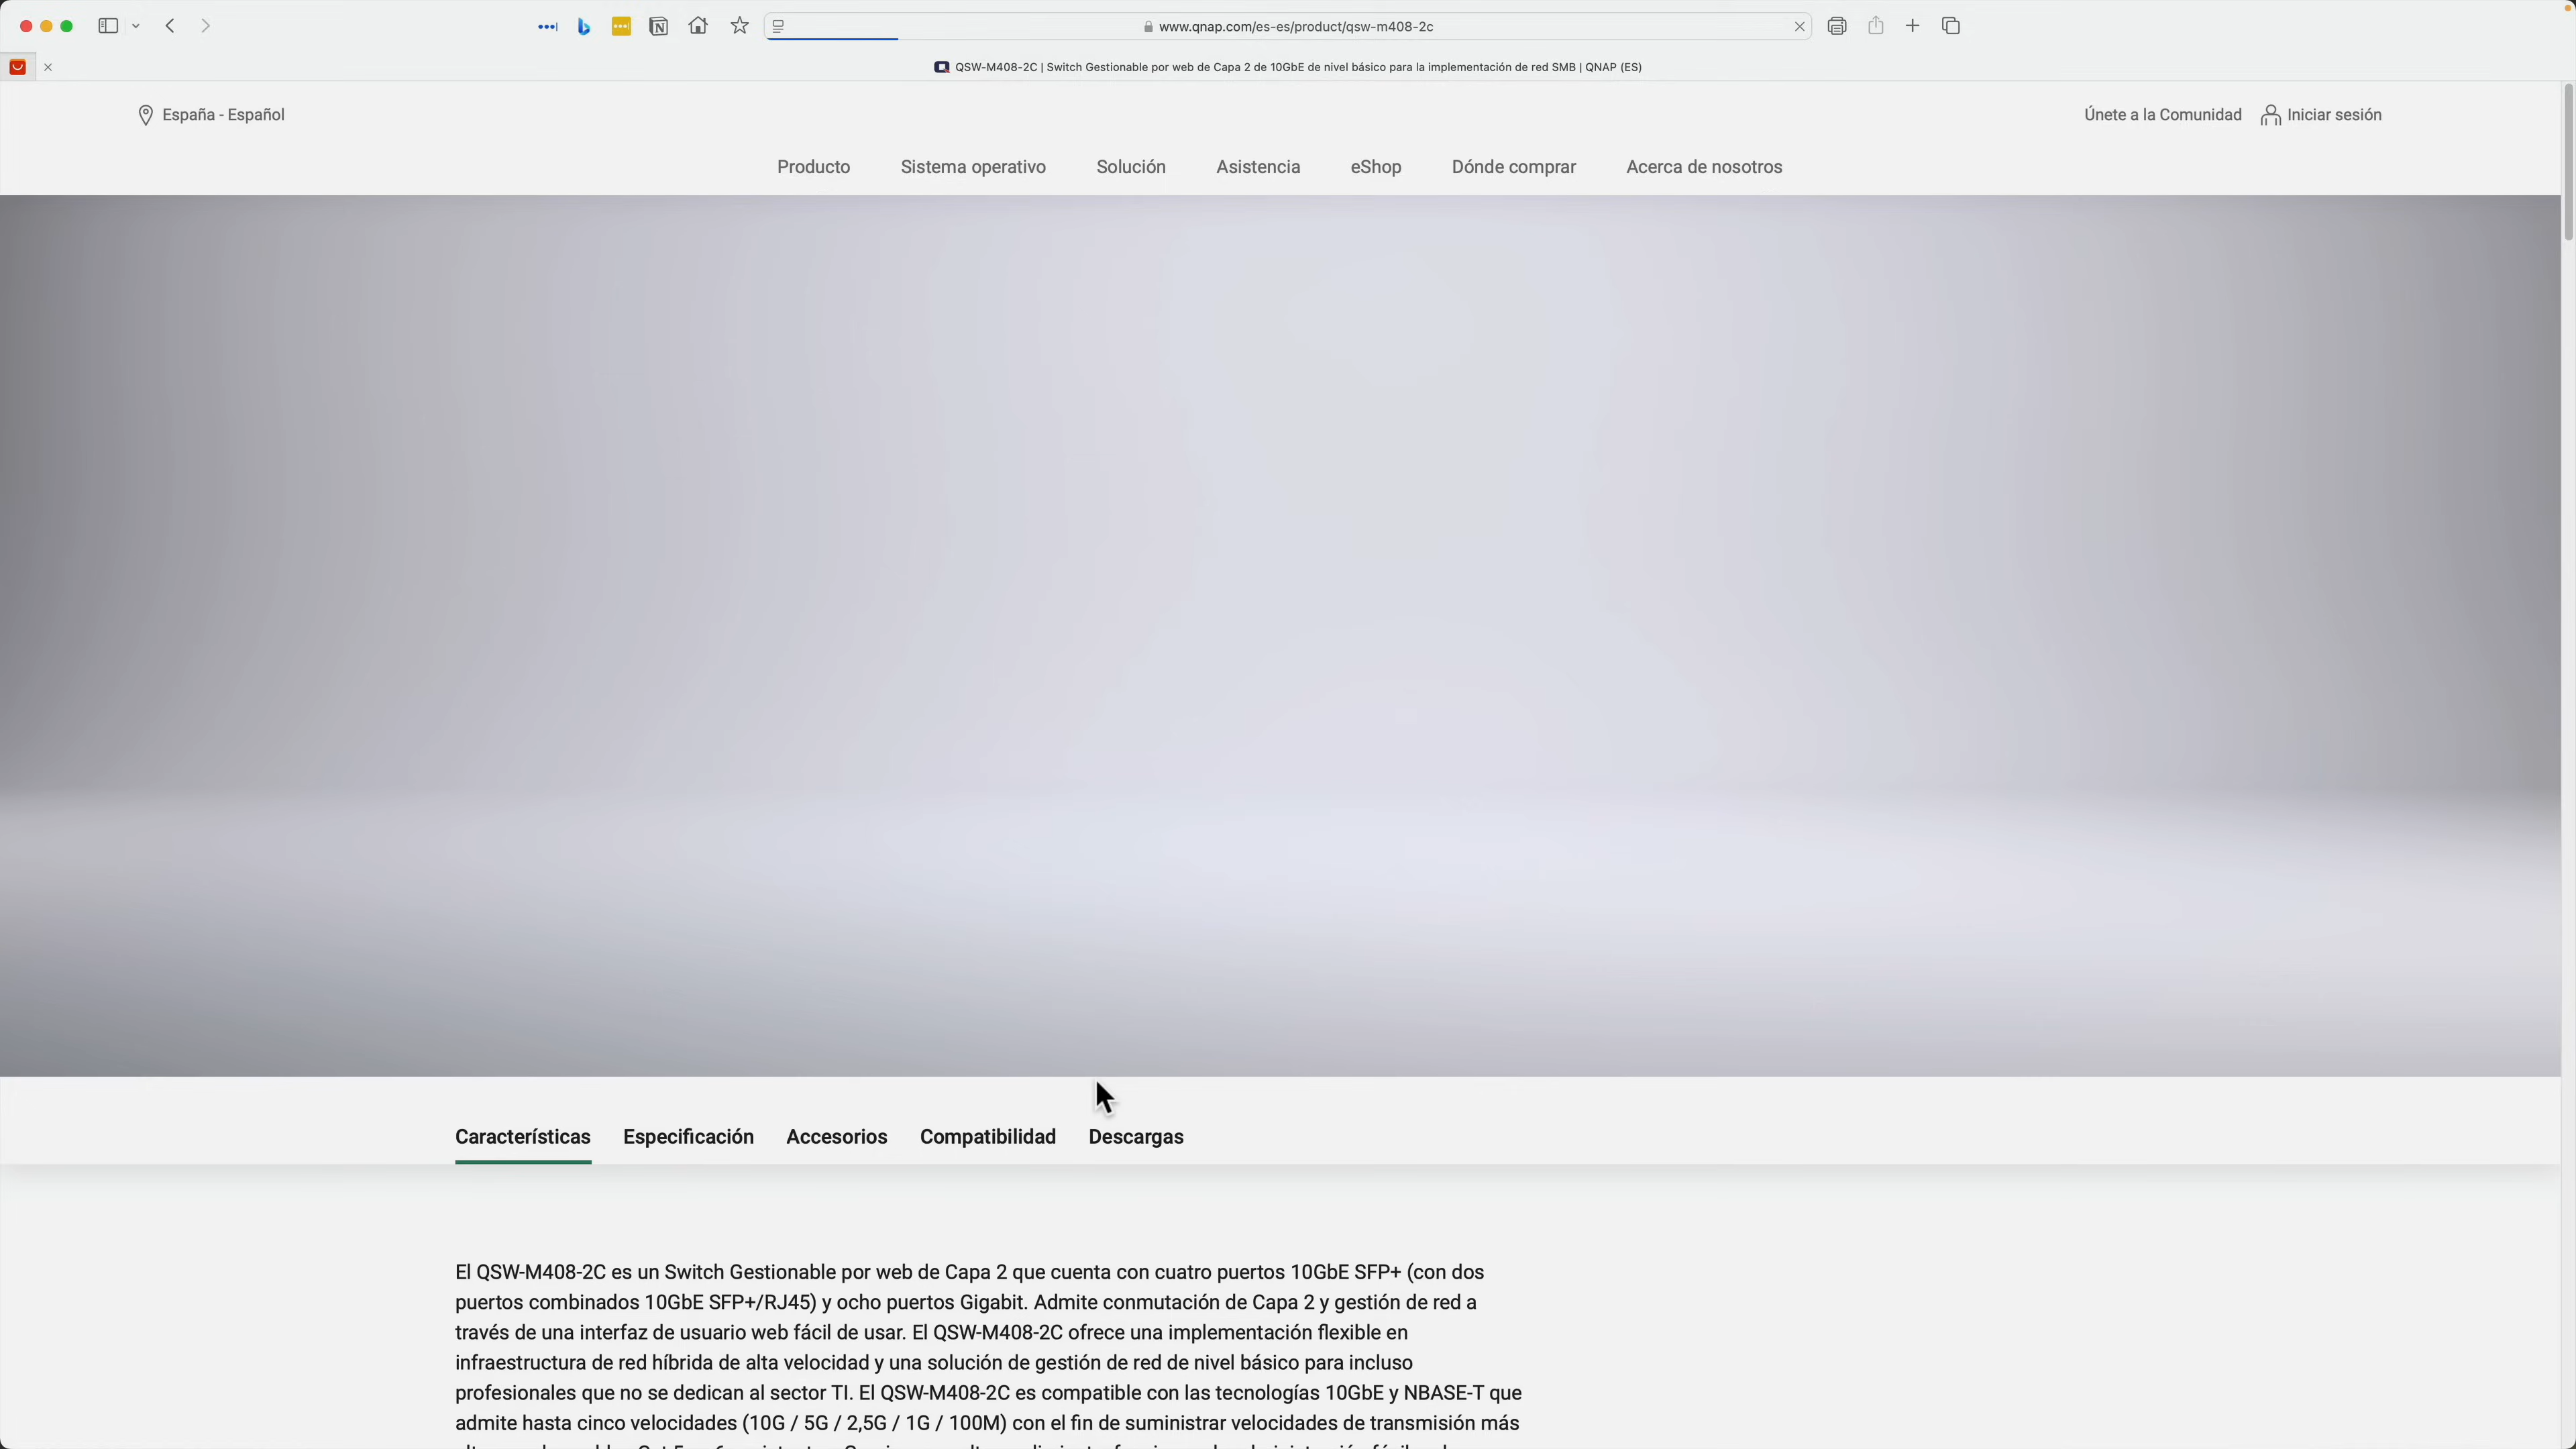 www.qnap.com/es-es/product/qsw-m408-2c
QSW-M408-2C | Switch Gestionable por web de Capa 2 de 10GbE de nivel básico para la implementación de red SMB | QNAP (ES)
España - Español
Únete a la Comunidad
Iniciar sesión
Producto
Sistema operativo
Solución
Asistencia
eShop
Dónde comprar
Acerca de nosotros
Características
Especificación
Accesorios
Compatibilidad
Descargas
El QSW-M408-2C es un Switch Gestionable por web de Capa 2 que cuenta con cuatro puertos 10GbE SFP+ (con dos
puertos combinados 10GbE SFP+/RJ45) y ocho puertos Gigabit. Admite conmutación de Capa 2 y gestión de red a
través de una interfaz de usuario web fácil de usar. El QSW-M408-2C ofrece una implementación flexible en
infraestructura de red híbrida de alta velocidad y una solución de gestión de red de nivel básico para incluso
profesionales que no se dedican al sector TI. El QSW-M408-2C es compatible con las tecnologías 10GbE y NBASE-T que
admite hasta cinco velocidades (10G / 5G / 2,5G / 1G / 100M) con el fin de suministrar velocidades de transmisión más